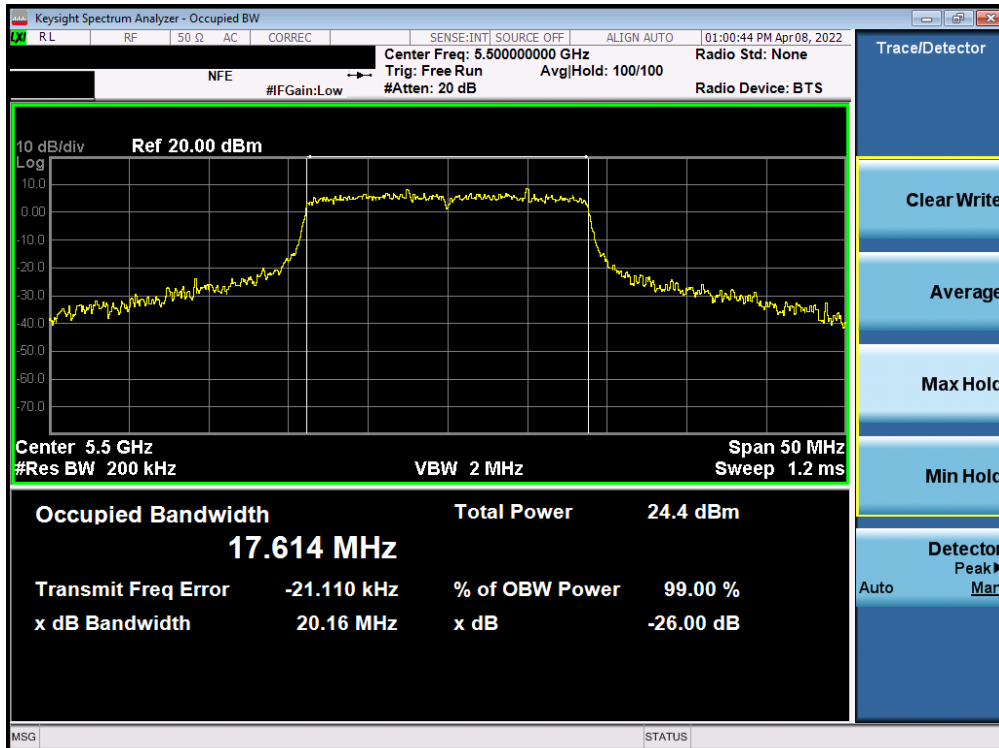 Keysight Spectrum Analyzer - Occupied BW
LXI RL RF 50 Ω AC CORREC SENSE:INT SOURCE OFF ALIGN AUTO 01:00:44 PM Apr 08, 2022
NFE
#IFGain:Low
Center Freq: 5.500000000 GHz
Trig: Free Run Avg|Hold: 100/100
#Atten: 20 dB
Radio Std: None
Radio Device: BTS
10 dB/div Ref 20.00 dBm
Log
10.0
0.00
-10.0
-20.0
-30.0
-40.0
-50.0
-60.0
-70.0
Center 5.5 GHz Span 50 MHz
#Res BW 200 kHz VBW 2 MHz Sweep 1.2 ms
Occupied Bandwidth Total Power 24.4 dBm
17.614 MHz
Transmit Freq Error -21.110 kHz % of OBW Power 99.00 %
x dB Bandwidth 20.16 MHz x dB -26.00 dB
MSG STATUS
Trace/Detector
Clear Write
Average
Max Hold
Min Hold
Detector
Peak▶
Auto Man